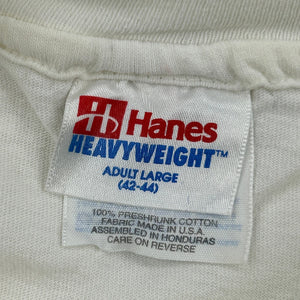 Hanes
HEAVYWEIGHT™
ADULT LARGE
(42-44)
100% PRESHRUNK COTTON
FABRIC MADE IN U.S.A.
ASSEMBLED IN HONDURAS
CARE ON REVERSE